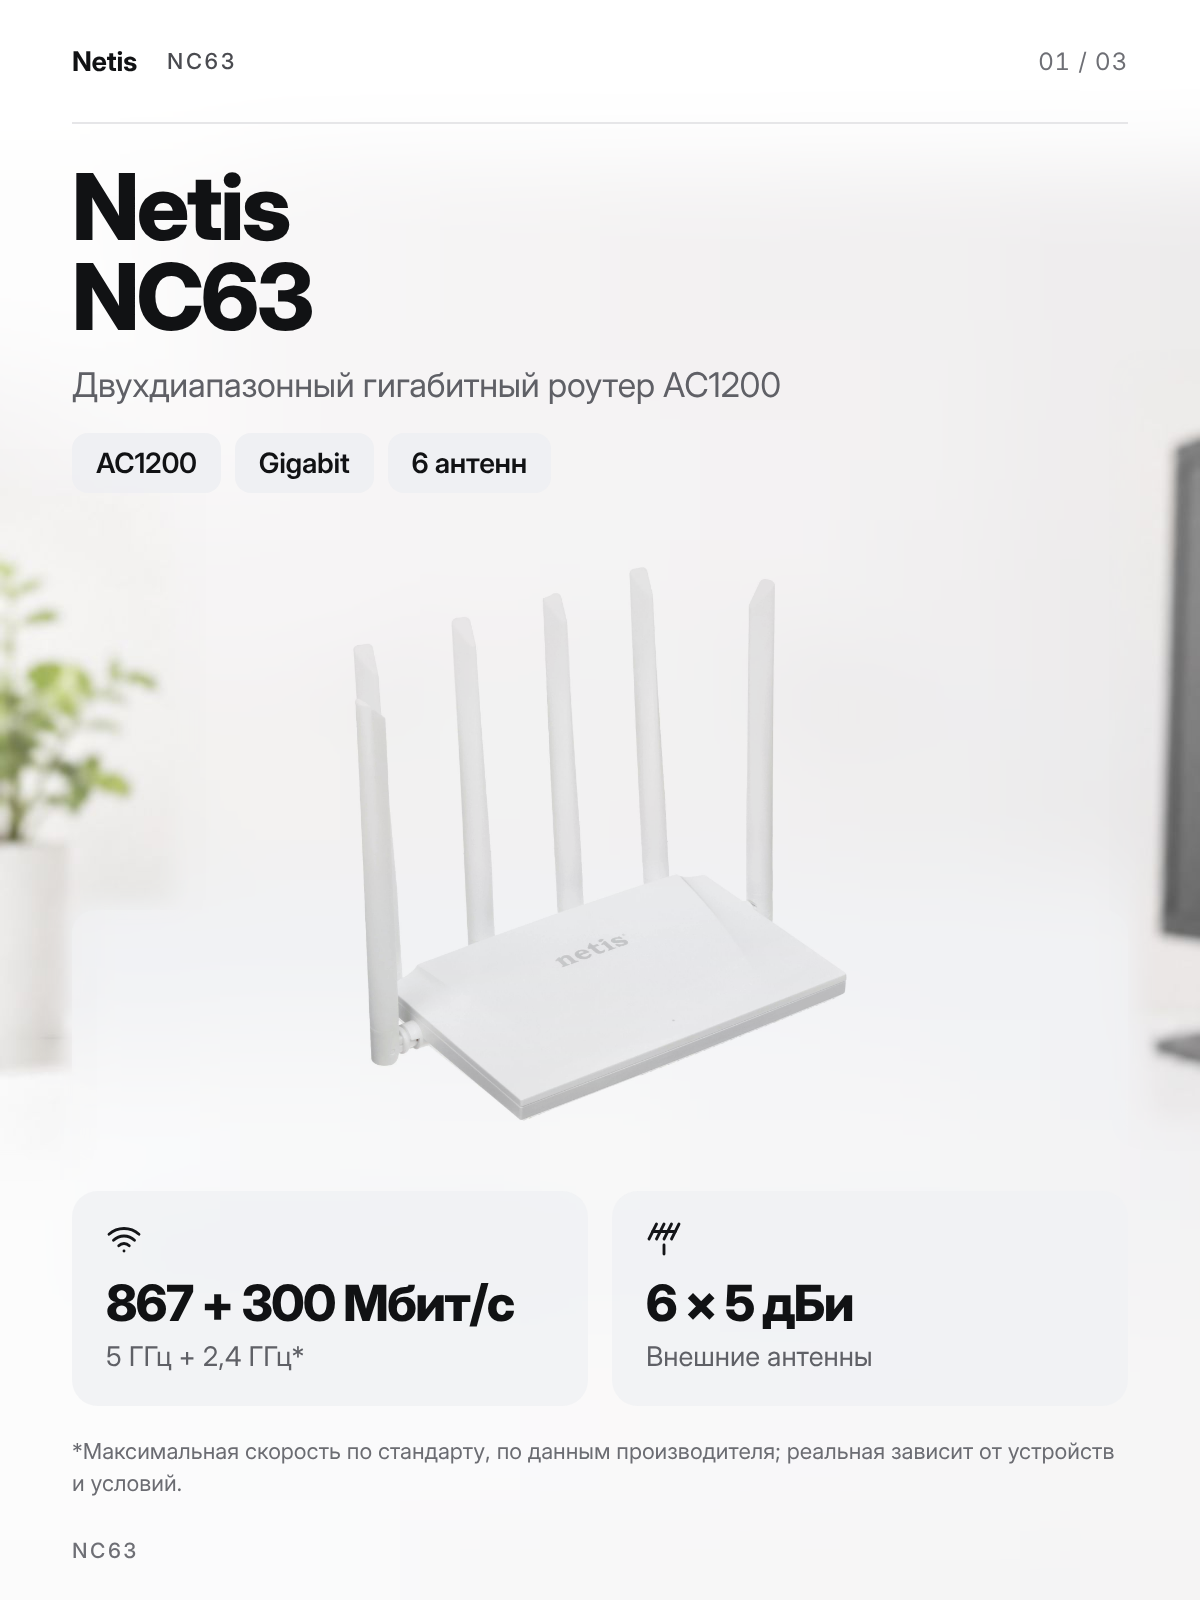 Netis NC63 01 / 03
Netis
NC63
Двухдиапазонный гигабитный роутер AC1200
AC1200 Gigabit 6 антенн
netis
867 + 300 Мбит/с
5 ГГц + 2,4 ГГц*
6 × 5 дБи
Внешние антенны
*Максимальная скорость по стандарту, по данным производителя; реальная зависит от устройств
и условий.
NC63